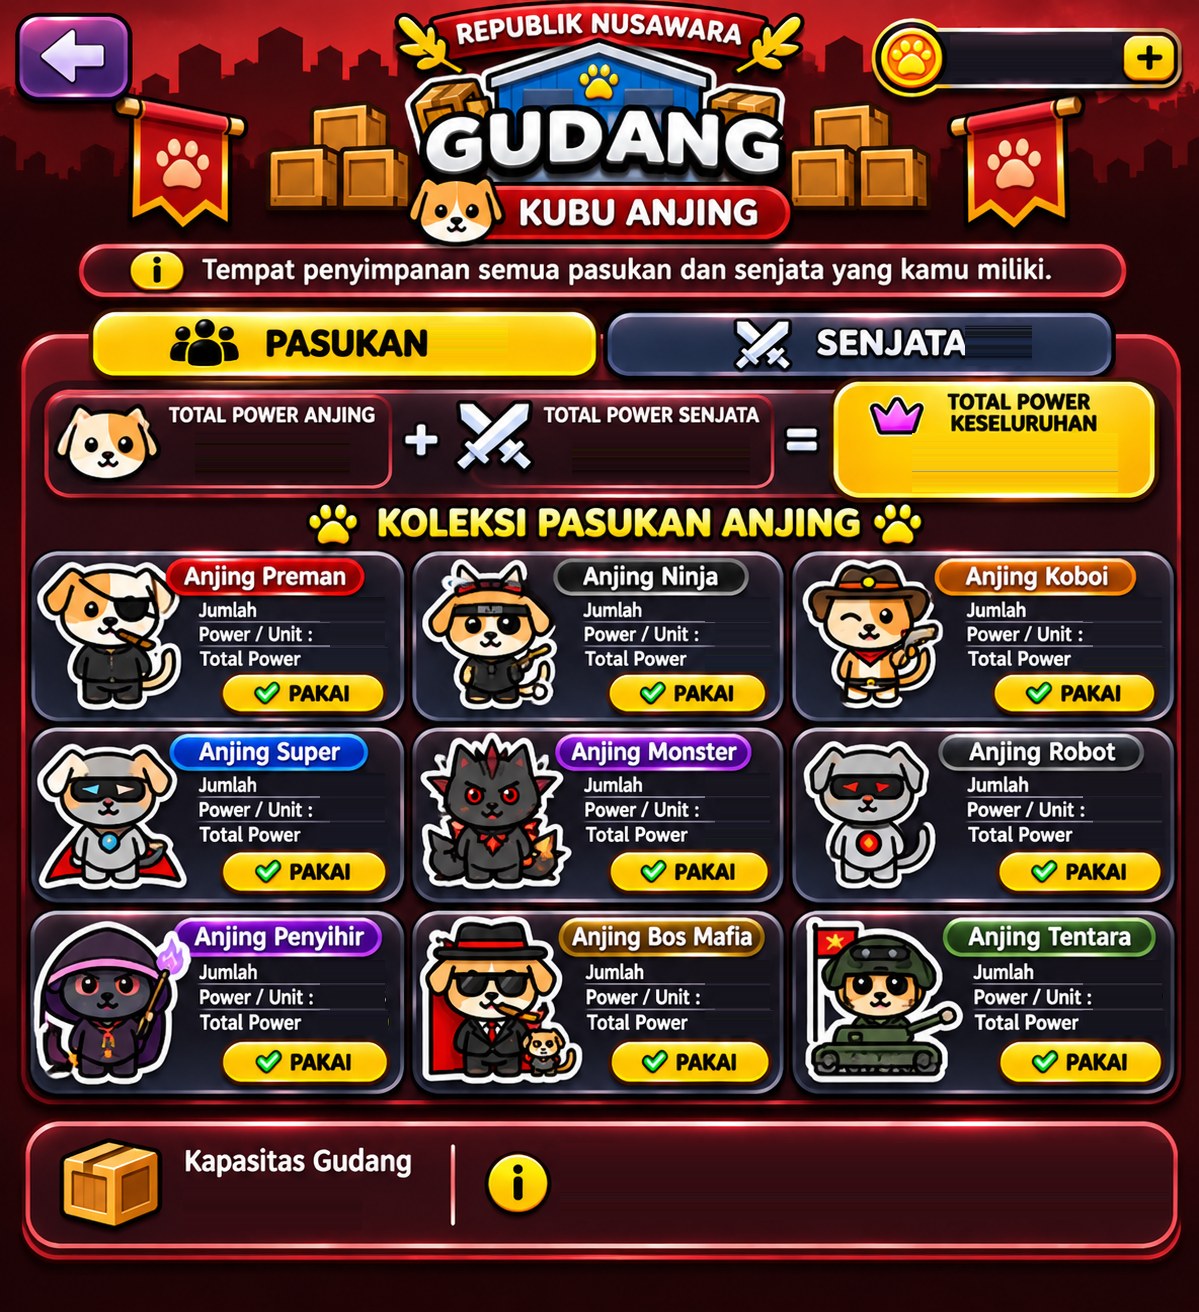 REPUBLIK NUSAWARA
GUDANG
KUBU ANJING
i Tempat penyimpanan semua pasukan dan senjata yang kamu miliki.
PASUKAN
SENJATA
TOTAL POWER ANJING
+
TOTAL POWER SENJATA
=
TOTAL POWER
KESELURUHAN
KOLEKSI PASUKAN ANJING
Anjing Preman
Jumlah
Power / Unit :
Total Power
PAKAI
Anjing Ninja
Jumlah
Power / Unit :
Total Power
PAKAI
Anjing Koboi
Jumlah
Power / Unit :
Total Power
PAKAI
Anjing Super
Jumlah
Power / Unit :
Total Power
PAKAI
Anjing Monster
Jumlah
Power / Unit :
Total Power
PAKAI
Anjing Robot
Jumlah
Power / Unit :
Total Power
PAKAI
Anjing Penyihir
Jumlah
Power / Unit :
Total Power
PAKAI
Anjing Bos Mafia
Jumlah
Power / Unit :
Total Power
PAKAI
Anjing Tentara
Jumlah
Power / Unit :
Total Power
PAKAI
Kapasitas Gudang
i